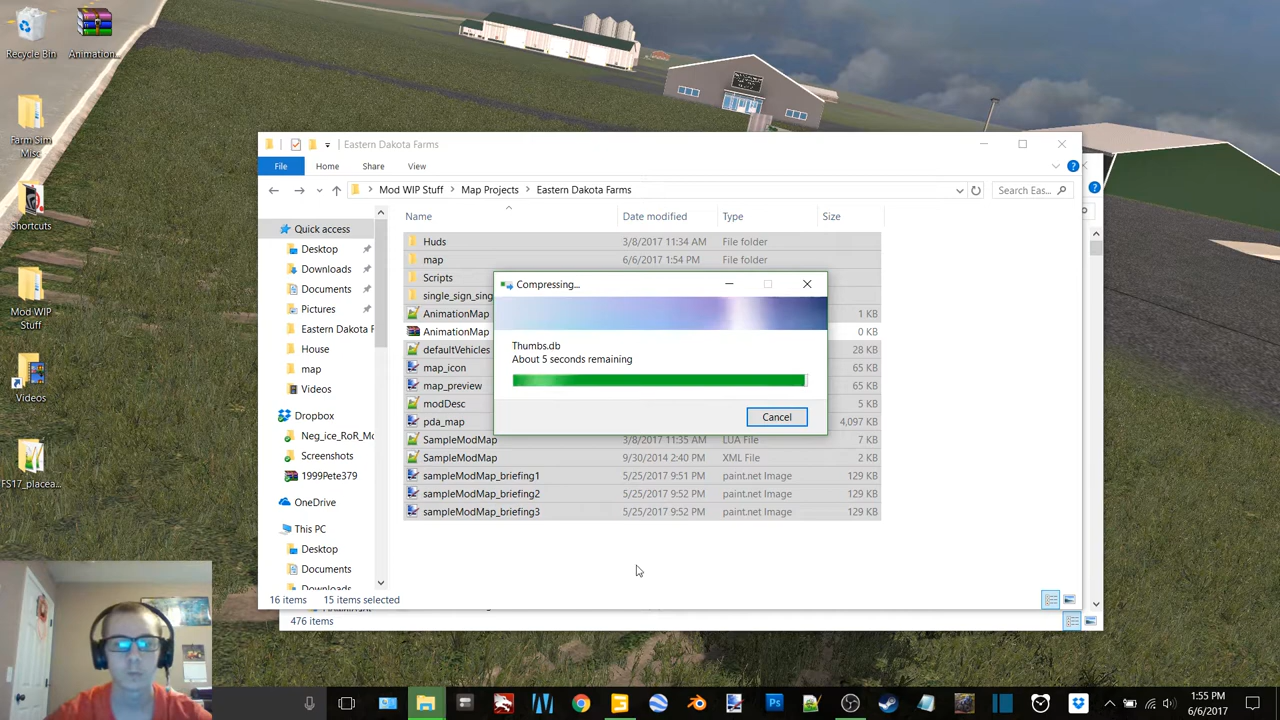 Recycle Bin
Animation...
Farm Sim
Misc
Shortcuts
Mod WIP
Stuff
Videos
FS17_placea...
Eastern Dakota Farms
File
Home
Share
View
Mod WIP Stuff
Map Projects
Eastern Dakota Farms
Search Eas...
Name
Date modified
Type
Size
Quick access
Desktop
Downloads
Documents
Pictures
Eastern Dakota F
House
map
Videos
Dropbox
Neg_ice_RoR_Mo
Screenshots
1999Pete379
OneDrive
This PC
Desktop
Documents
Downloads
Huds 3/8/2017 11:34 AM File folder
map 6/6/2017 1:54 PM File folder
Scripts
single_sign_sing
AnimationMap 1 KB
AnimationMap 0 KB
defaultVehicles 28 KB
map_icon 65 KB
map_preview 65 KB
modDesc 5 KB
pda_map 4,097 KB
SampleModMap 3/8/2017 11:35 AM LUA File 7 KB
SampleModMap 9/30/2014 2:40 PM XML File 2 KB
sampleModMap_briefing1 5/25/2017 9:51 PM paint.net Image 129 KB
sampleModMap_briefing2 5/25/2017 9:52 PM paint.net Image 129 KB
sampleModMap_briefing3 5/25/2017 9:52 PM paint.net Image 129 KB
Compressing...
Thumbs.db
About 5 seconds remaining
Cancel
16 items 15 items selected
476 items
1:55 PM
6/6/2017